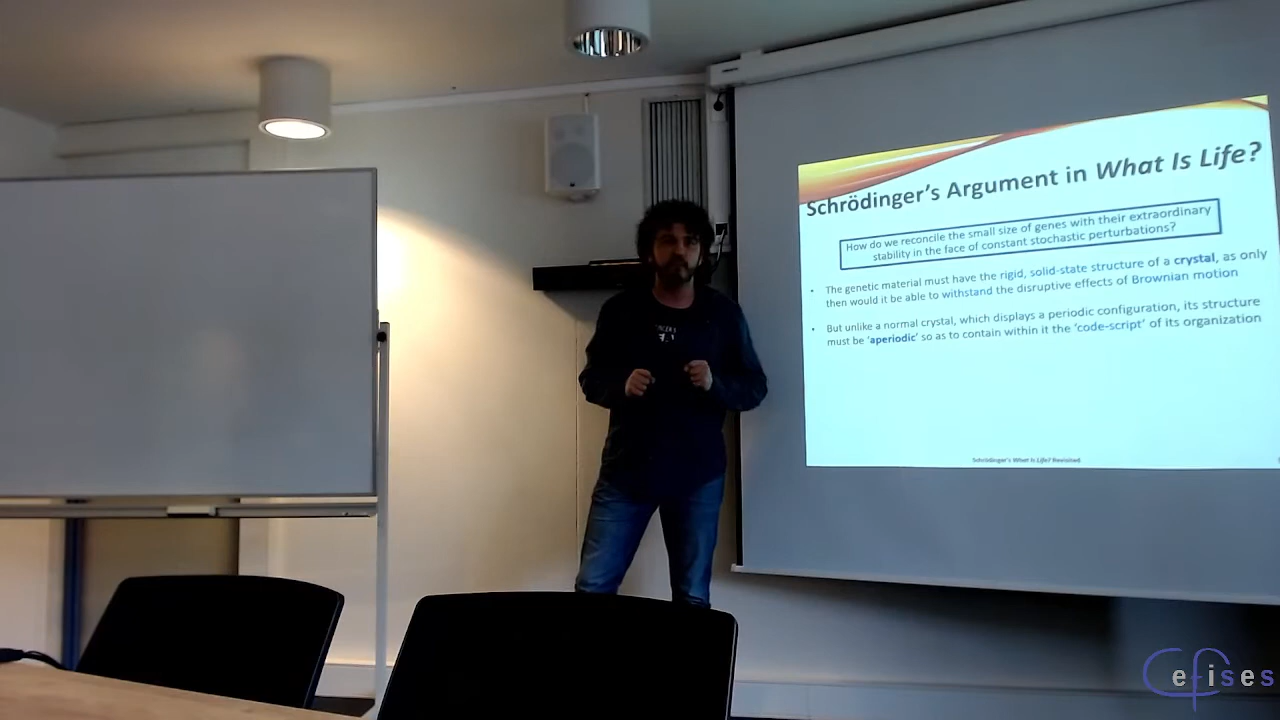 Schrödinger's Argument in What Is Life?
How do we reconcile the small size of genes with their extraordinary
stability in the face of constant stochastic perturbations?
• The genetic material must have the rigid, solid-state structure of a crystal, as only
then would it be able to withstand the disruptive effects of Brownian motion
• But unlike a normal crystal, which displays a periodic configuration, its structure
must be 'aperiodic' so as to contain within it the 'code-script' of its organization
Schrödinger's What Is Life? Revisited
Cefises